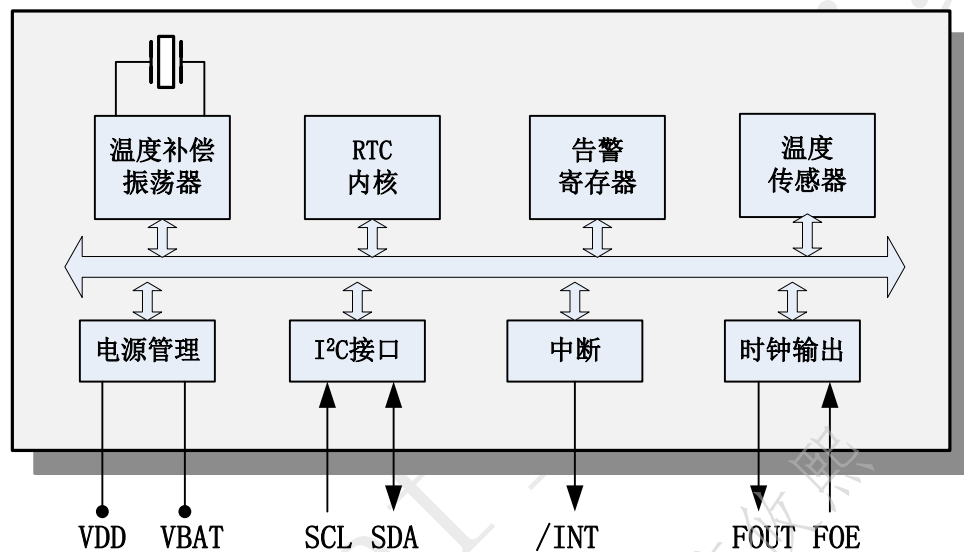 温度补偿
振荡器
RTC
内核
告警
寄存器
温度
传感器
电源管理
I²C接口
中断
时钟输出
VDD VBAT SCL SDA /INT FOUT FOE